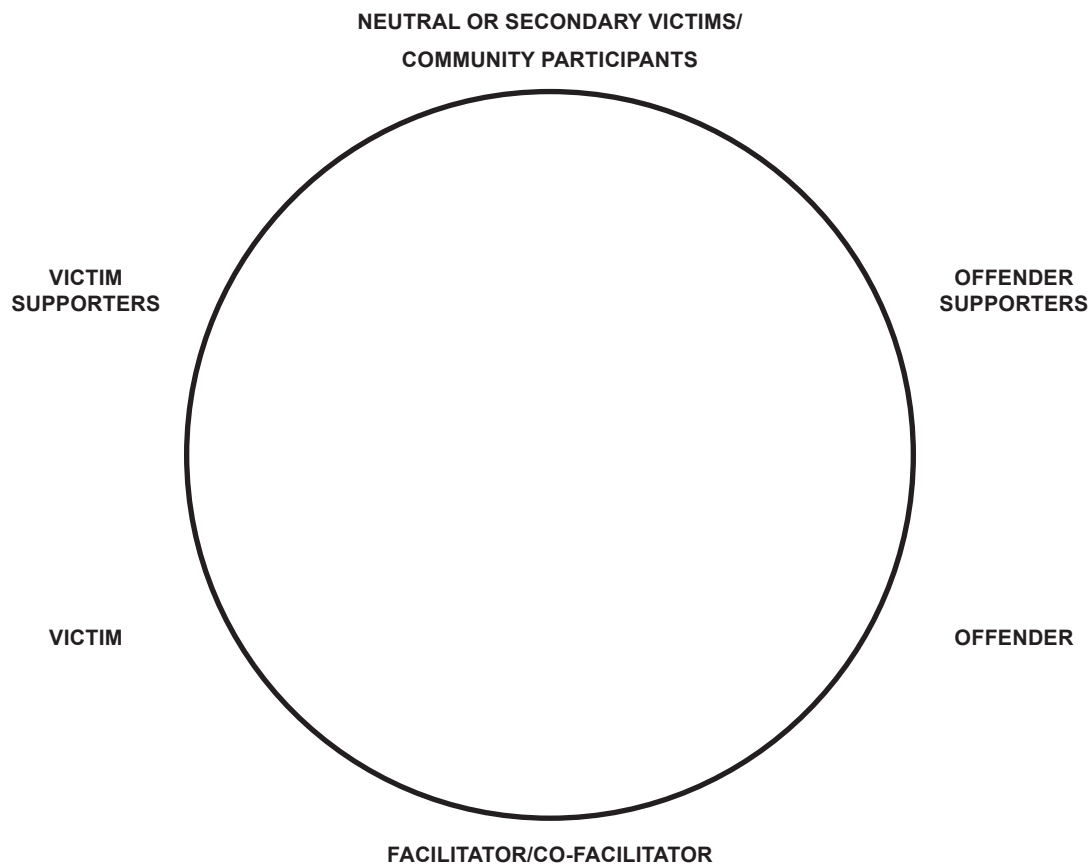 NEUTRAL OR SECONDARY VICTIMS/
COMMUNITY PARTICIPANTS
VICTIM
SUPPORTERS
OFFENDER
SUPPORTERS
VICTIM
OFFENDER
FACILITATOR/CO-FACILITATOR